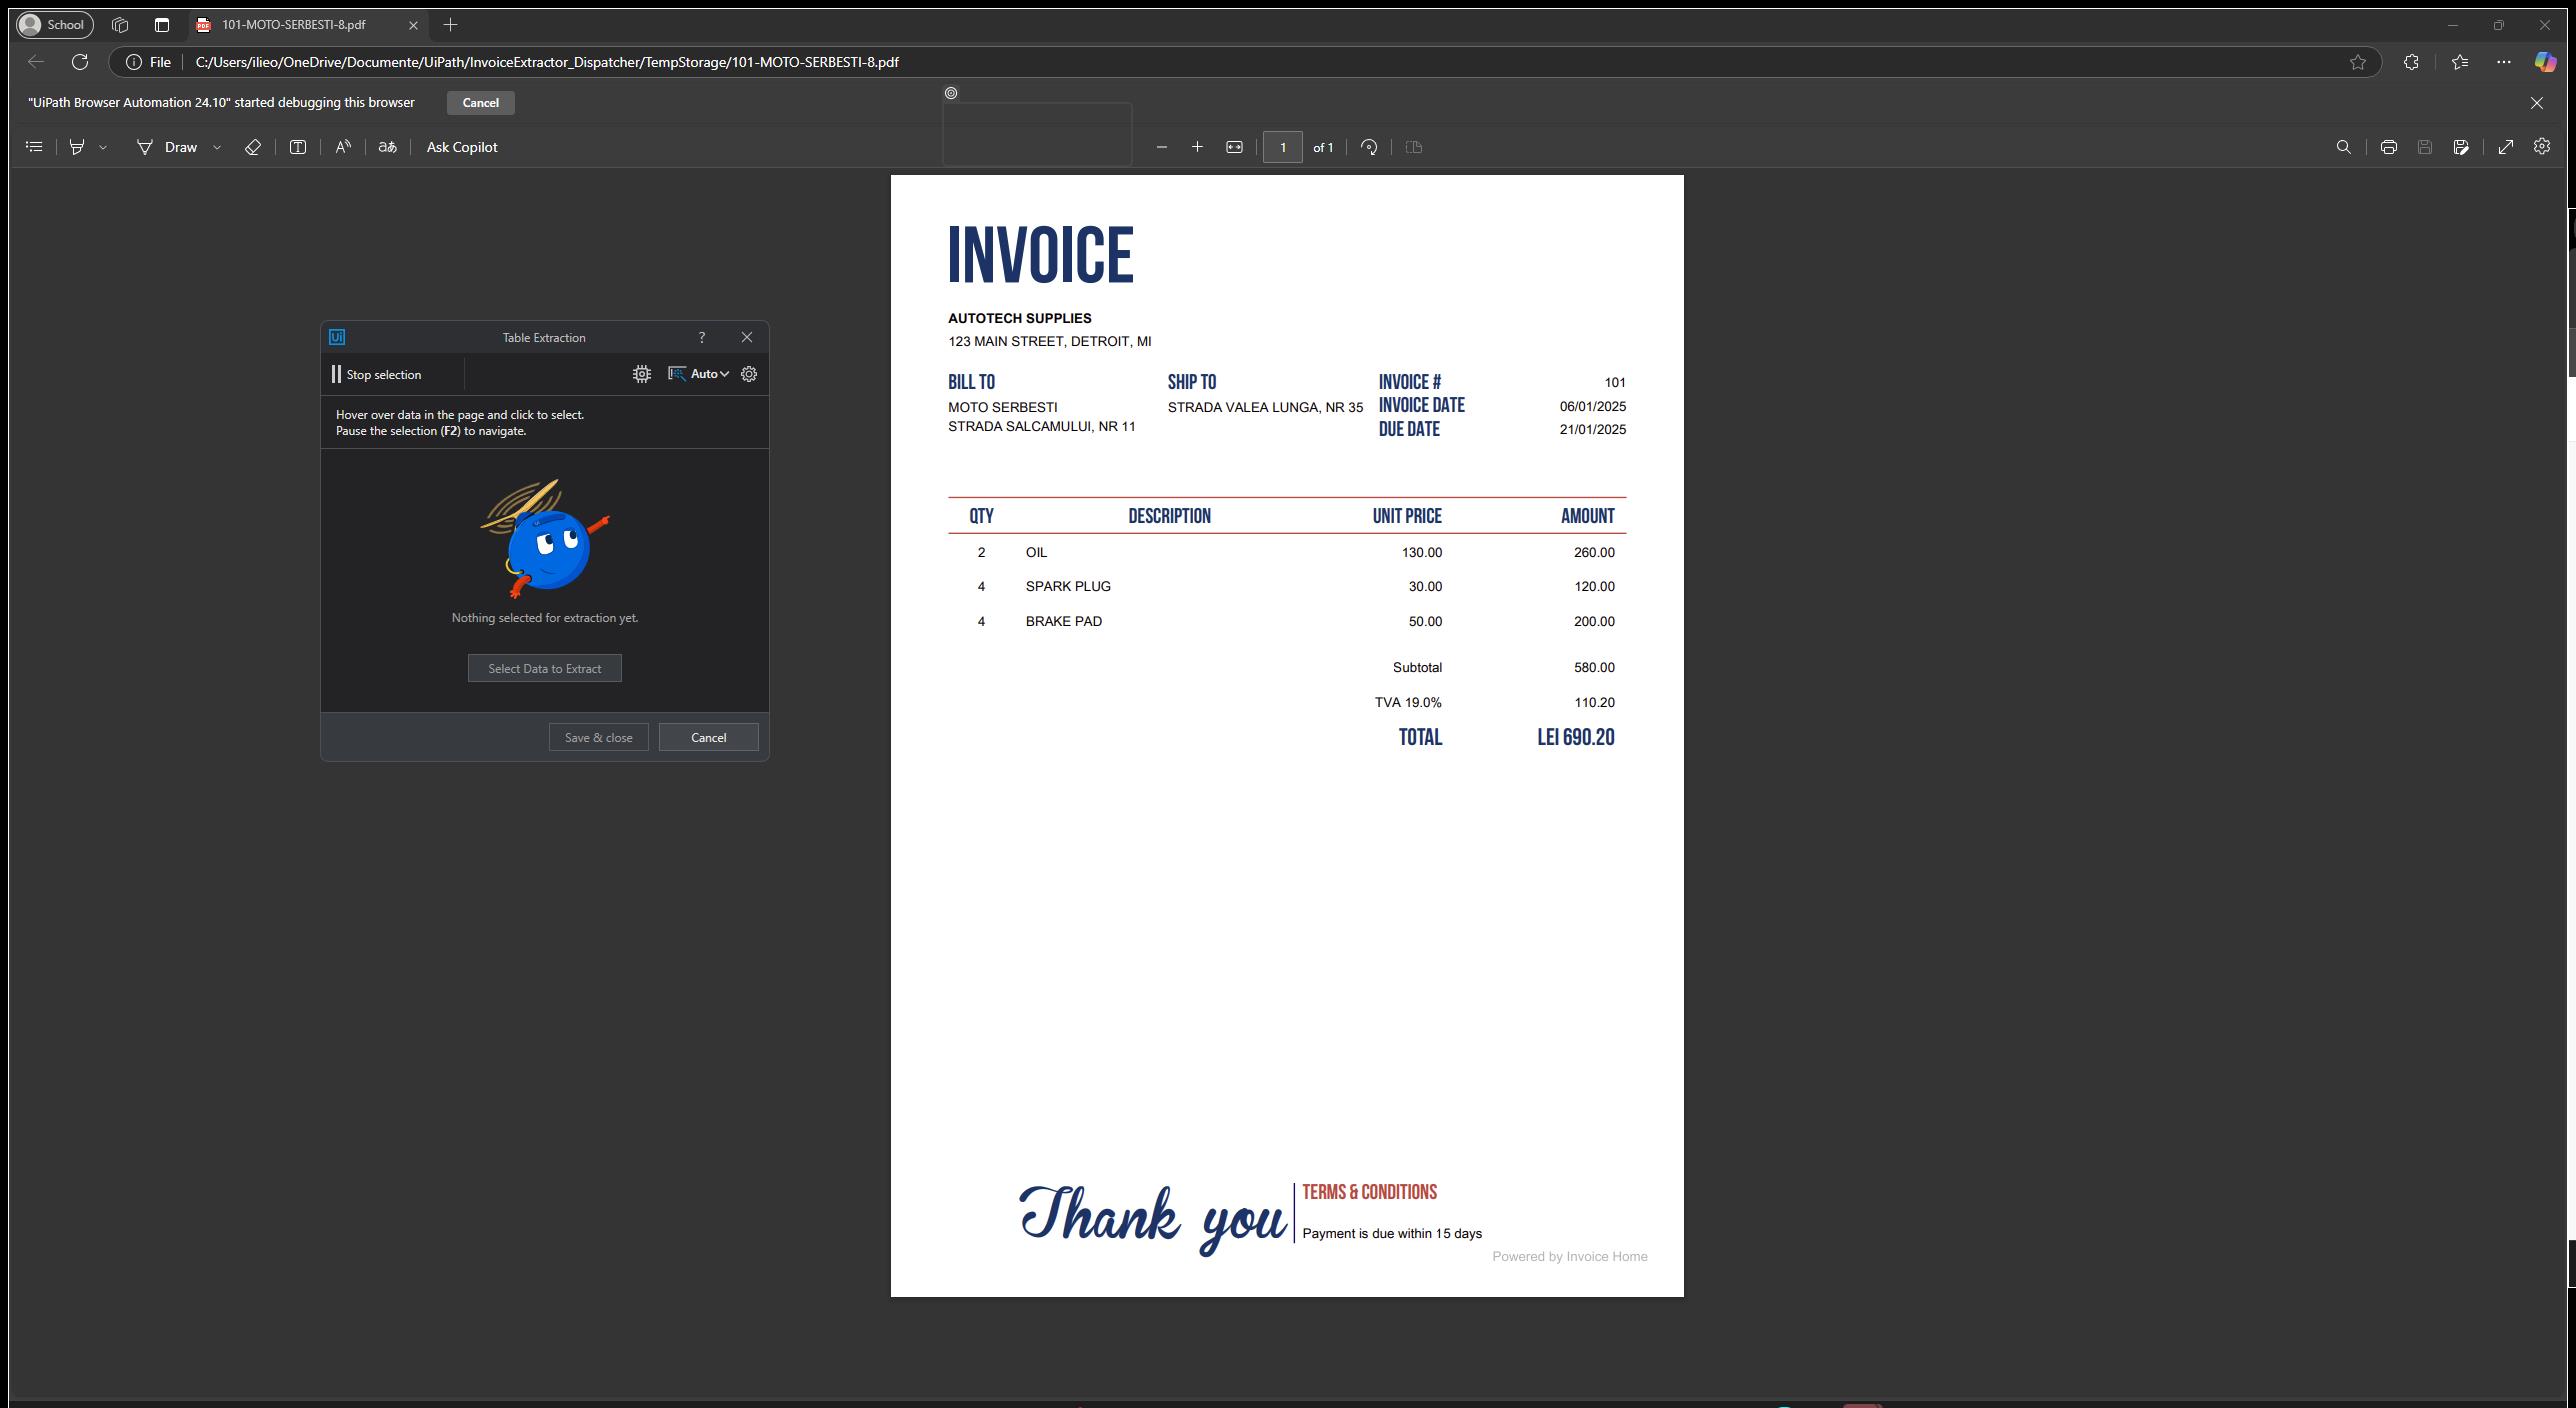 School
101-MOTO-SERBESTI-8.pdf
File
C:/Users/ilieo/OneDrive/Documente/UiPath/InvoiceExtractor_Dispatcher/TempStorage/101-MOTO-SERBESTI-8.pdf
"UiPath Browser Automation 24.10" started debugging this browser
Cancel
Draw
aあ
Ask Copilot
1 of 1
Ui
Table Extraction
?
Stop selection
Auto
Hover over data in the page and click to select.
Pause the selection (F2) to navigate.
Nothing selected for extraction yet.
Select Data to Extract
Save & close
Cancel
INVOICE
AUTOTECH SUPPLIES
123 MAIN STREET, DETROIT, MI
BILL TO
MOTO SERBESTI
STRADA SALCAMULUI, NR 11
SHIP TO
STRADA VALEA LUNGA, NR 35
INVOICE # 101
INVOICE DATE 06/01/2025
DUE DATE 21/01/2025
QTY DESCRIPTION UNIT PRICE AMOUNT
2 OIL 130.00 260.00
4 SPARK PLUG 30.00 120.00
4 BRAKE PAD 50.00 200.00
Subtotal 580.00
TVA 19.0% 110.20
TOTAL LEI 690.20
Thank you
TERMS & CONDITIONS
Payment is due within 15 days
Powered by Invoice Home